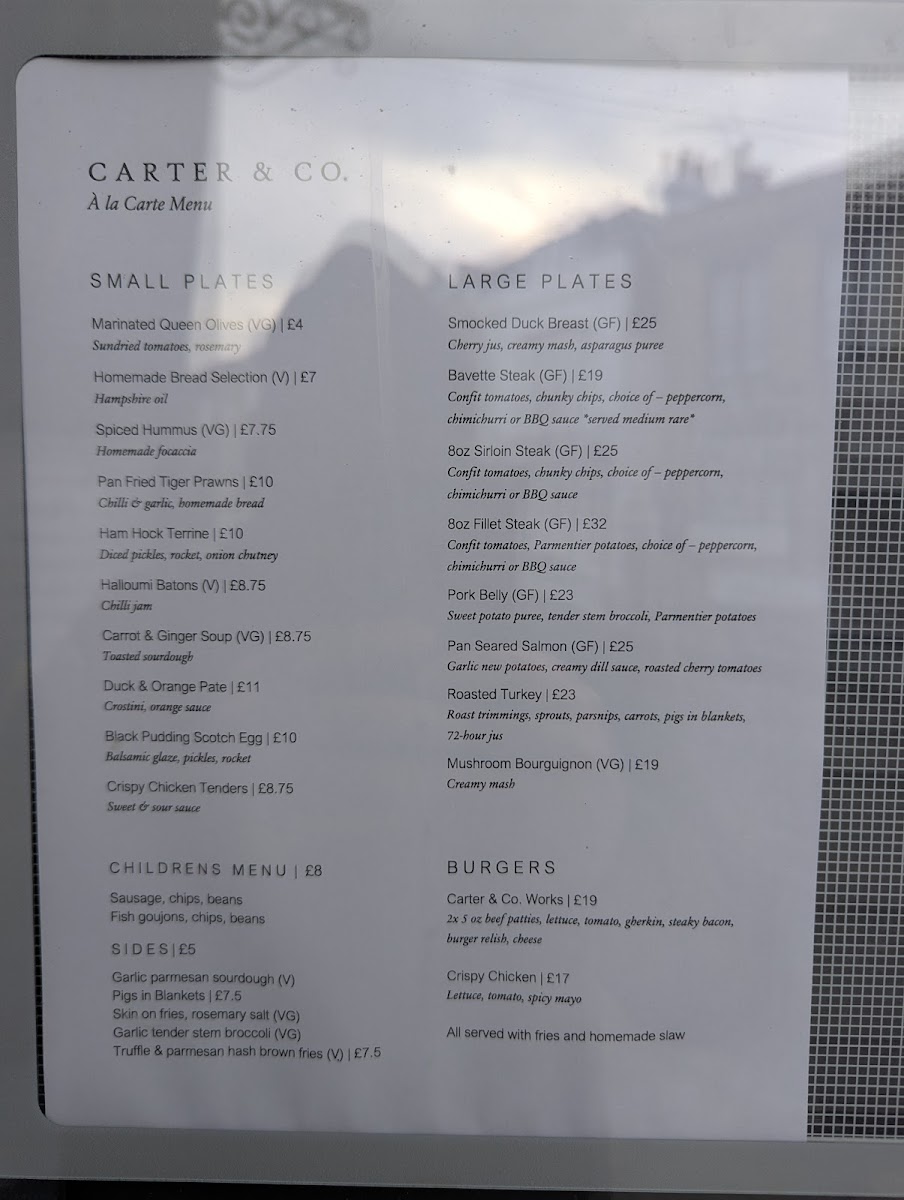 CARTER & CO.
À la Carte Menu
SMALL PLATES
Marinated Queen Olives (VG) | £4
Sundried tomatoes, rosemary
Homemade Bread Selection (V) | £7
Hampshire oil
Spiced Hummus (VG) | £7.75
Homemade focaccia
Pan Fried Tiger Prawns | £10
Chilli & garlic, homemade bread
Ham Hock Terrine | £10
Diced pickles, rocket, onion chutney
Halloumi Batons (V) | £8.75
Chilli jam
Carrot & Ginger Soup (VG) | £8.75
Toasted sourdough
Duck & Orange Pate | £11
Crostini, orange sauce
Black Pudding Scotch Egg | £10
Balsamic glaze, pickles, rocket
Crispy Chicken Tenders | £8.75
Sweet & sour sauce
CHILDRENS MENU | £8
Sausage, chips, beans
Fish goujons, chips, beans
SIDES | £5
Garlic parmesan sourdough (V)
Pigs in Blankets | £7.5
Skin on fries, rosemary salt (VG)
Garlic tender stem broccoli (VG)
Truffle & parmesan hash brown fries (V) | £7.5
LARGE PLATES
Smocked Duck Breast (GF) | £25
Cherry jus, creamy mash, asparagus puree
Bavette Steak (GF) | £19
Confit tomatoes, chunky chips, choice of – peppercorn,
chimichurri or BBQ sauce *served medium rare*
8oz Sirloin Steak (GF) | £25
Confit tomatoes, chunky chips, choice of – peppercorn,
chimichurri or BBQ sauce
8oz Fillet Steak (GF) | £32
Confit tomatoes, Parmentier potatoes, choice of – peppercorn,
chimichurri or BBQ sauce
Pork Belly (GF) | £23
Sweet potato puree, tender stem broccoli, Parmentier potatoes
Pan Seared Salmon (GF) | £25
Garlic new potatoes, creamy dill sauce, roasted cherry tomatoes
Roasted Turkey | £23
Roast trimmings, sprouts, parsnips, carrots, pigs in blankets,
72-hour jus
Mushroom Bourguignon (VG) | £19
Creamy mash
BURGERS
Carter & Co. Works | £19
2x 5 oz beef patties, lettuce, tomato, gherkin, steaky bacon,
burger relish, cheese
Crispy Chicken | £17
Lettuce, tomato, spicy mayo
All served with fries and homemade slaw